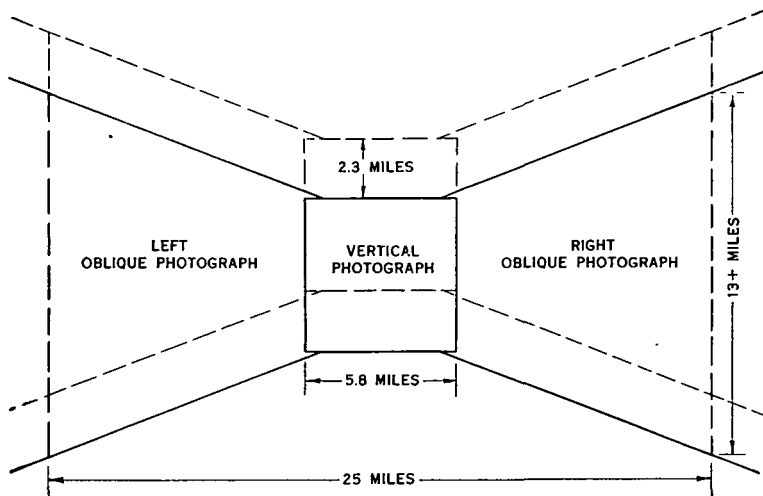 2.3 MILES
LEFT
OBLIQUE PHOTOGRAPH
VERTICAL
PHOTOGRAPH
RIGHT
OBLIQUE PHOTOGRAPH
13+ MILES
5.8 MILES
25 MILES